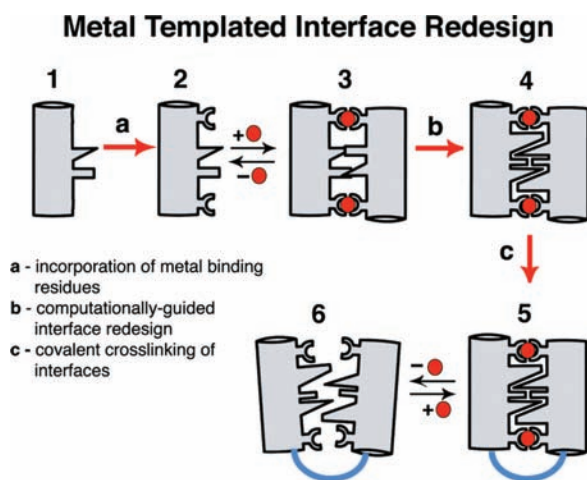 Metal Templated Interface Redesign
1 2 3 4
a
+
−
b
a - incorporation of metal binding
residues
b - computationally-guided
interface redesign
c - covalent crosslinking of
interfaces
c
6 5
−
+